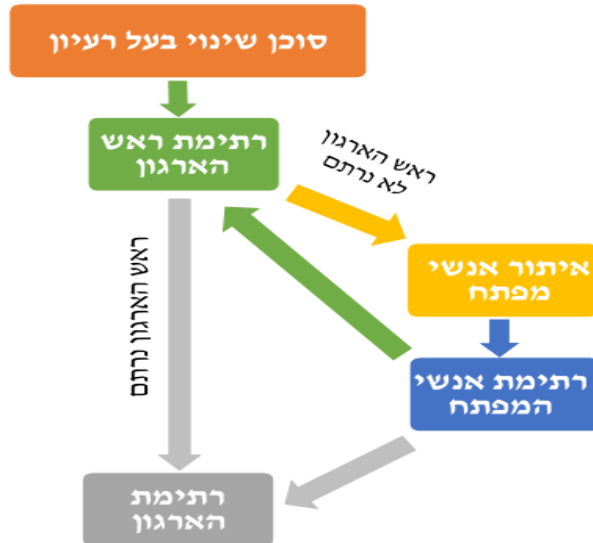 סוכן שינוי בעל רעיון
רתימת ראש
הארגון
ראש הארגון
לא נרתם
איתור אנשי
מפתח
ראש הארגון נרתם
רתימת אנשי
המפתח
רתימת
הארגון